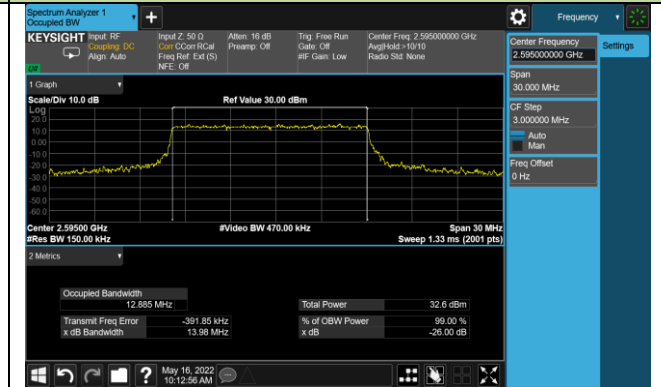 Spectrum Analyzer 1
Occupied BW
+
Frequency
KEYSIGHT
Input: RF
Coupling: DC
Align: Auto
Input Z: 50 Ω
Corr CCorr RCal
Freq Ref: Ext (S)
NFE: Off
Atten: 16 dB
Preamp: Off
Trig: Free Run
Gate: Off
#IF Gain: Low
Center Freq: 2.595000000 GHz
Avg|Hold:>10/10
Radio Std: None
LW
Center Frequency
2.595000000 GHz
Settings
Span
30.000 MHz
CF Step
3.000000 MHz
Auto
Man
Freq Offset
0 Hz
1 Graph
Scale/Div 10.0 dB
Ref Value 30.00 dBm
Log
20.0
10.0
0.00
-10.0
-20.0
-30.0
-40.0
-50.0
-60.0
Center 2.59500 GHz
#Video BW 470.00 kHz
Span 30 MHz
#Res BW 150.00 kHz
Sweep 1.33 ms (2001 pts)
2 Metrics
Occupied Bandwidth
12.885 MHz
Total Power
32.6 dBm
Transmit Freq Error
-391.85 kHz
% of OBW Power
99.00 %
x dB Bandwidth
13.98 MHz
x dB
-26.00 dB
?
May 16, 2022
10:12:56 AM